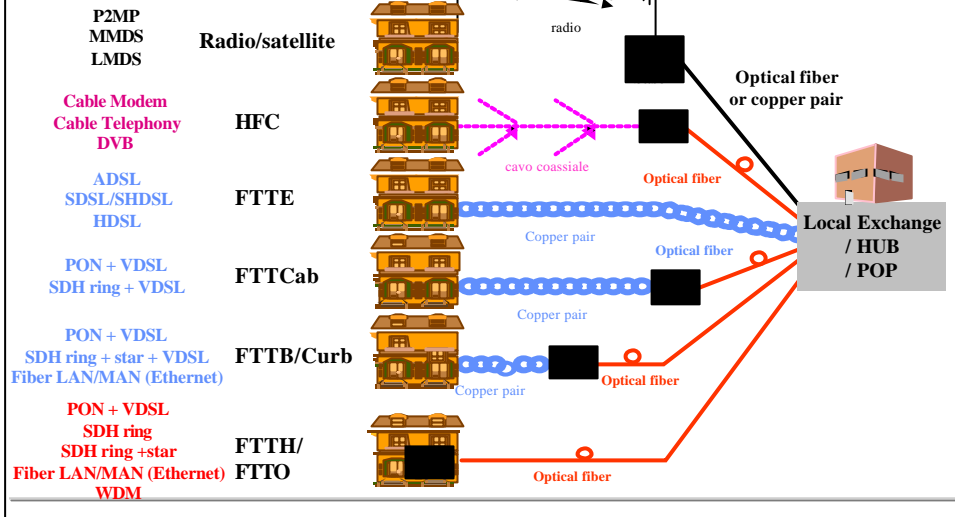 P2MP
MMDS
LMDS
Radio/satellite
radio
Optical fiber
or copper pair
Cable Modem
Cable Telephony
DVB
HFC
cavo coassiale
Optical fiber
ADSL
SDSL/SHDSL
HDSL
FTTE
Copper pair
Optical fiber
Local Exchange
/ HUB
/ POP
PON + VDSL
SDH ring + VDSL
FTTCab
Copper pair
PON + VDSL
SDH ring + star + VDSL
Fiber LAN/MAN (Ethernet)
FTTB/Curb
Copper pair
Optical fiber
PON + VDSL
SDH ring
SDH ring +star
Fiber LAN/MAN (Ethernet)
WDM
FTTH/
FTTO
Optical fiber